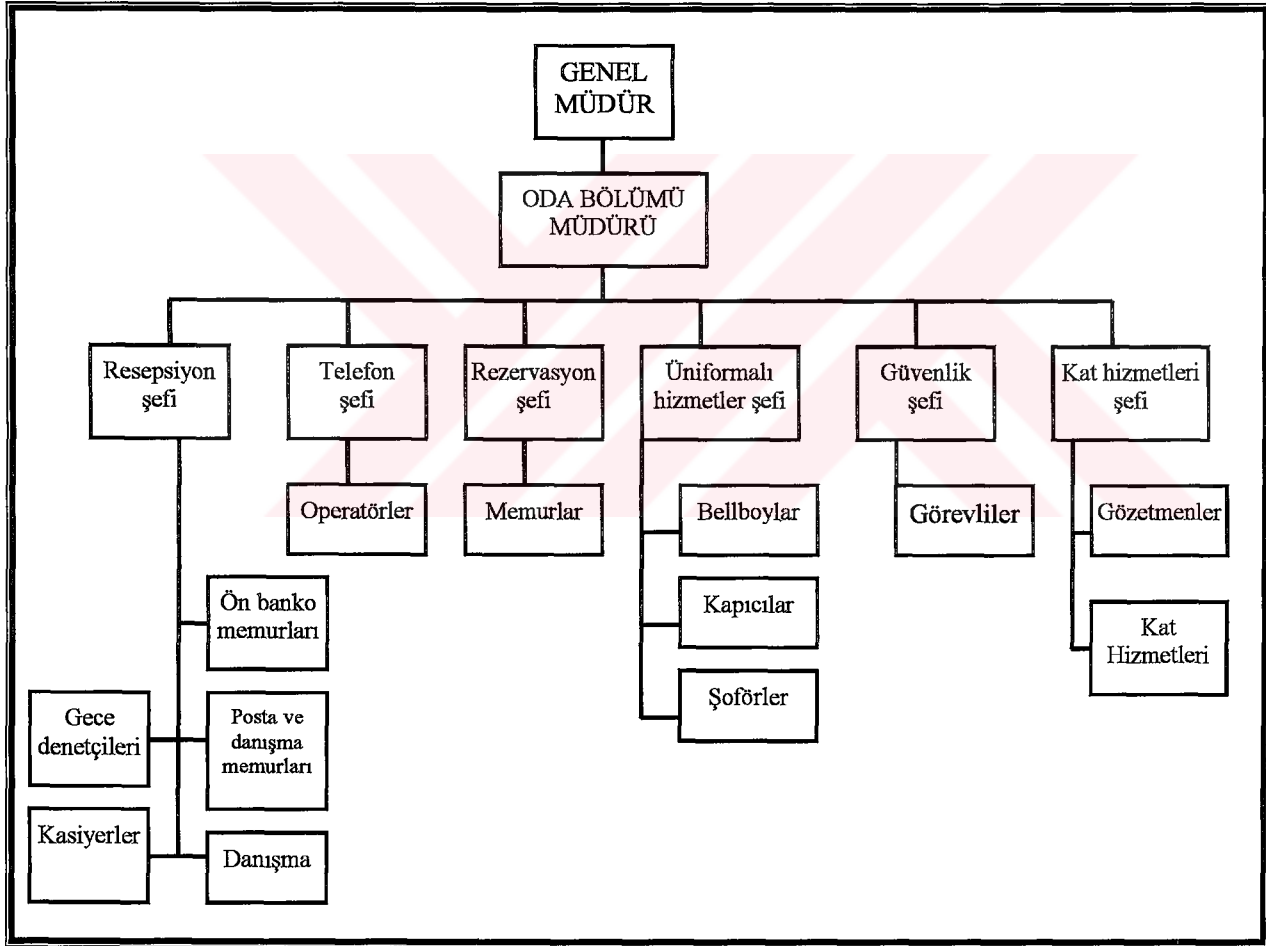 GENEL
MÜDÜR
ODA BÖLÜMÜ
MÜDÜRÜ
Resepsiyon
şefi
Telefon
şefi
Rezervasyon
şefi
Üniformalı
hizmetler şefi
Güvenlik
şefi
Kat hizmetleri
şefi
Operatörler
Memurlar
Bellboylar
Görevliler
Gözetmenler
Ön banko
memurları
Kapıcılar
Kat
Hizmetleri
Gece
denetçileri
Posta ve
danışma
memurları
Şoförler
Kasiyerler
Danışma